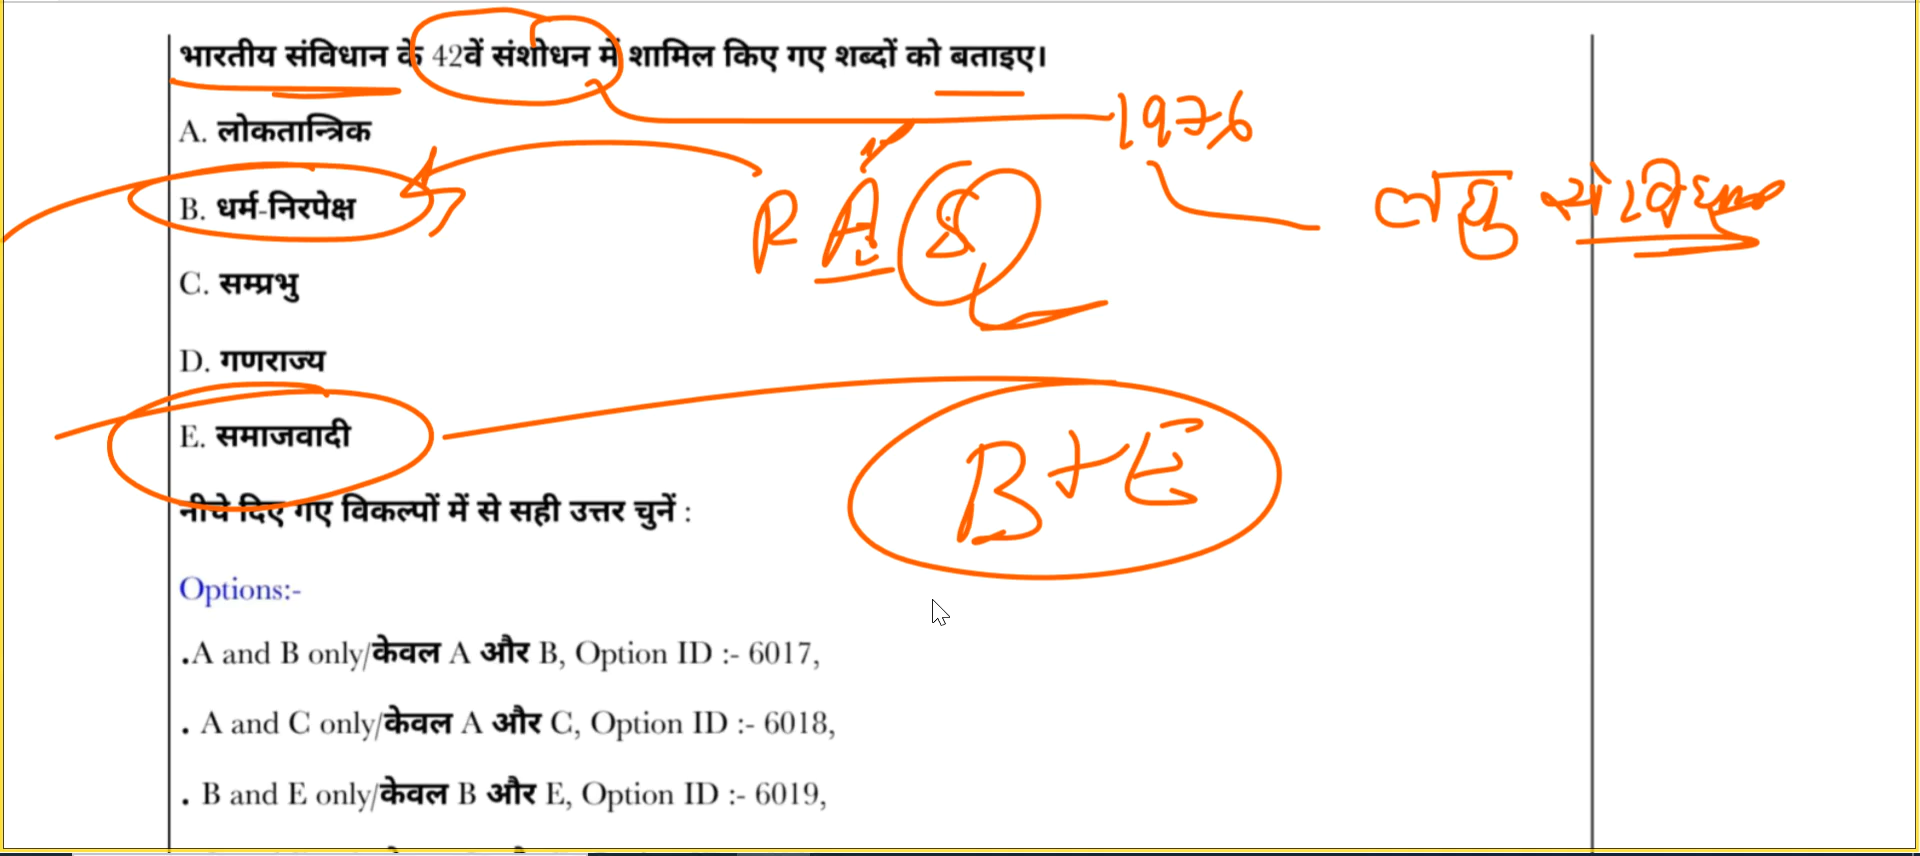 भारतीय संविधान के 42वें संशोधन में शामिल किए गए शब्दों को बताइए।
1976
A. लोकतान्त्रिक
लघु संविधान
B. धर्म-निरपेक्ष
C. सम्प्रभु
D. गणराज्य
E. समाजवादी
B+E
नीचे दिए गए विकल्पों में से सही उत्तर चुनें :
Options:-
.A and B only/केवल A और B, Option ID :- 6017,
. A and C only/केवल A और C, Option ID :- 6018,
. B and E only/केवल B और E, Option ID :- 6019,